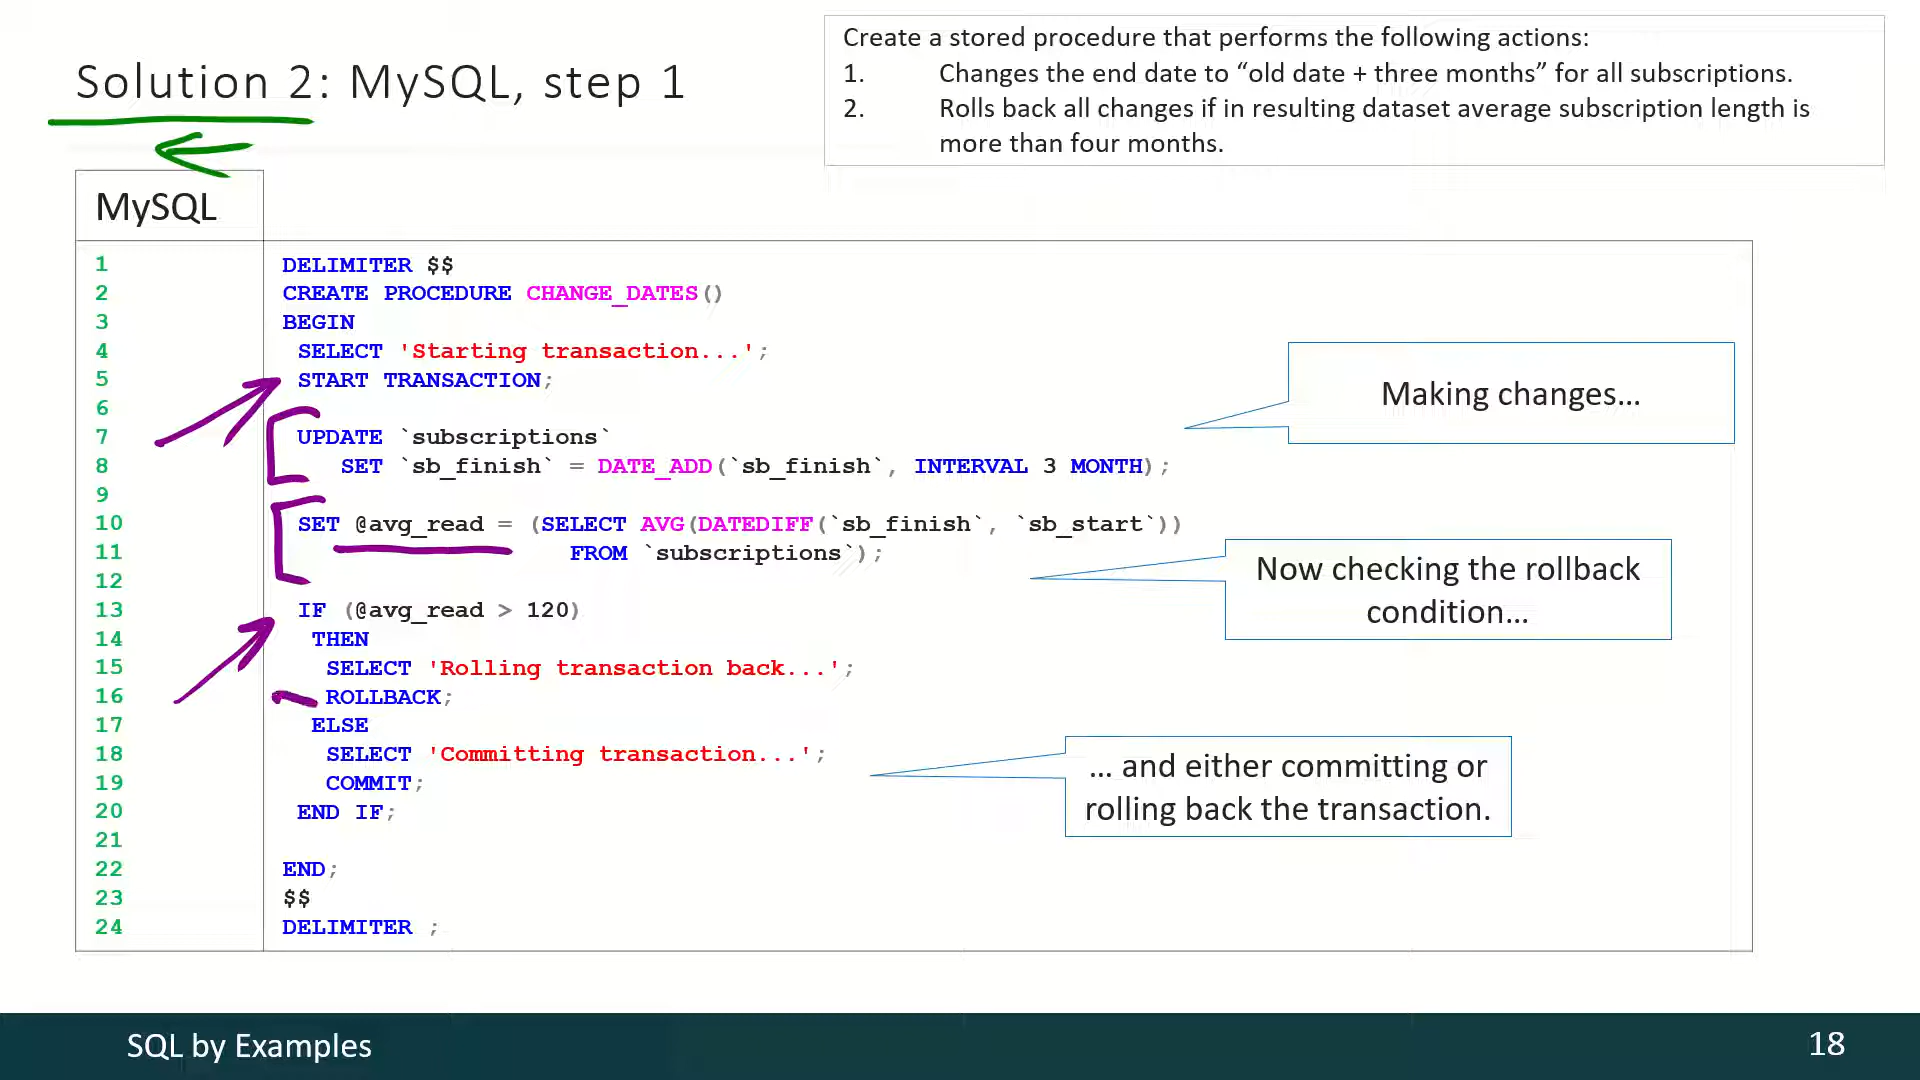 Solution 2: MySQL, step 1
Create a stored procedure that performs the following actions:
1. Changes the end date to “old date + three months” for all subscriptions.
2. Rolls back all changes if in resulting dataset average subscription length is
more than four months.
MySQL
1 DELIMITER $$
2 CREATE PROCEDURE CHANGE_DATES()
3 BEGIN
4 SELECT 'Starting transaction...';
5 START TRANSACTION;
6
7 UPDATE `subscriptions`
8 SET `sb_finish` = DATE_ADD(`sb_finish`, INTERVAL 3 MONTH);
9
10 SET @avg_read = (SELECT AVG(DATEDIFF(`sb_finish`, `sb_start`))
11 FROM `subscriptions`);
12
13 IF (@avg_read > 120)
14 THEN
15 SELECT 'Rolling transaction back...';
16 ROLLBACK;
17 ELSE
18 SELECT 'Committing transaction...';
19 COMMIT;
20 END IF;
21
22 END;
23 $$
24 DELIMITER ;
Making changes…
Now checking the rollback
condition…
… and either committing or
rolling back the transaction.
SQL by Examples
18